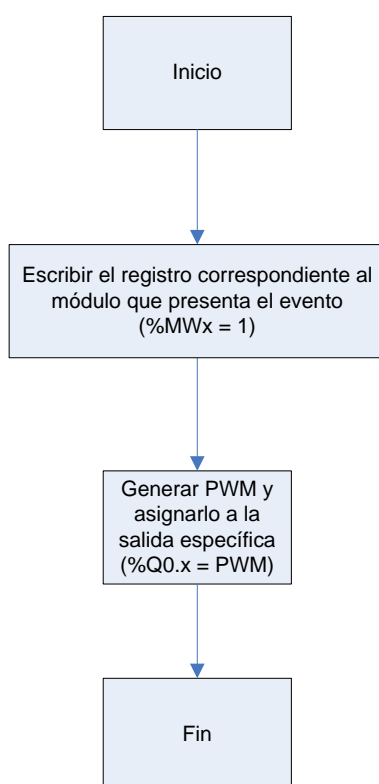 Inicio
Escribir el registro correspondiente al
módulo que presenta el evento
(%MWx = 1)
Generar PWM y
asignarlo a la
salida específica
(%Q0.x = PWM)
Fin